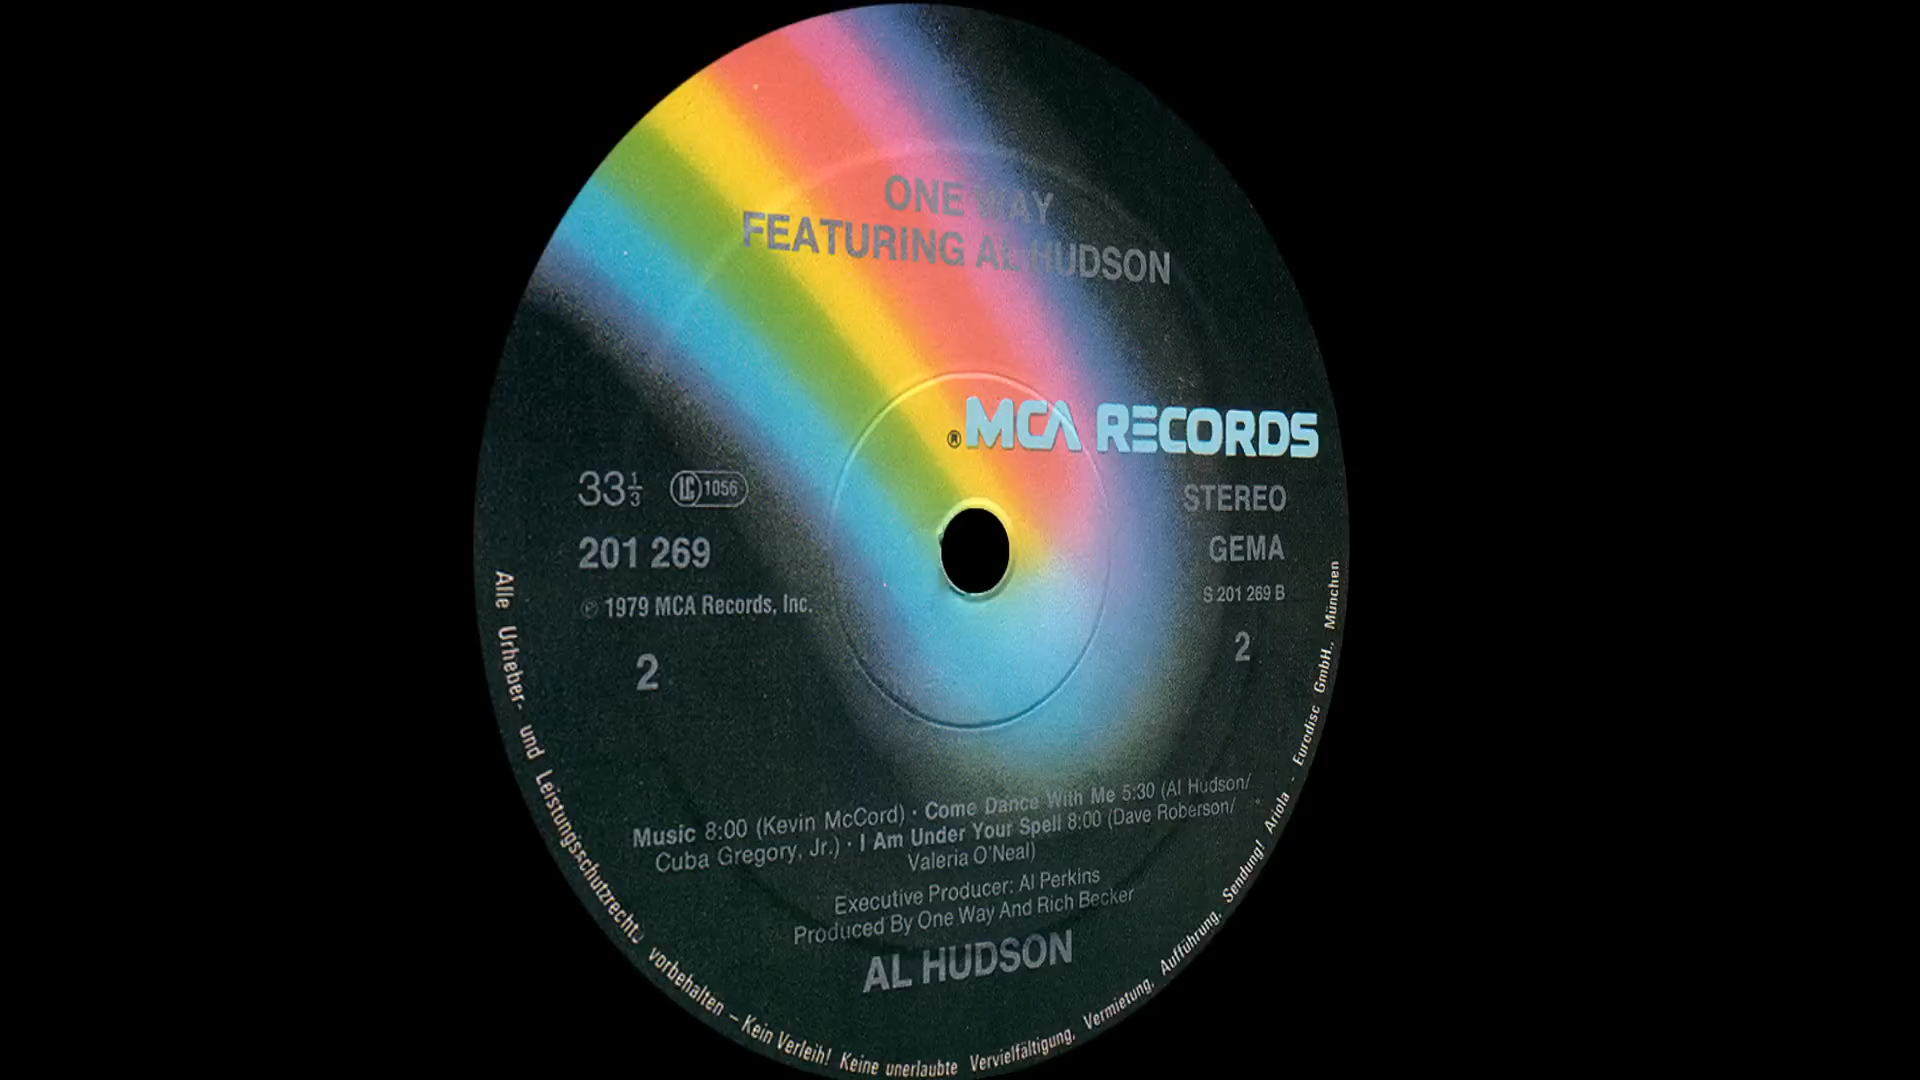 ONE WAY
FEATURING AL HUDSON
® MCA RECORDS
33⅓ LC 1056
STEREO
201 269
GEMA
℗ 1979 MCA Records, Inc.
S 201 269 B
2
2
Music 8:00 (Kevin McCord) · Come Dance With Me 5:30 (Al Hudson/
Cuba Gregory, Jr.) · I Am Under Your Spell 8:00 (Dave Roberson/
Valeria O'Neal)
Executive Producer: Al Perkins
Produced By One Way And Rich Becker
AL HUDSON
Alle Urheber- und Leistungsschutzrechte vorbehalten – Kein Verleih! Keine unerlaubte Vervielfältigung, Vermietung, Aufführung, Sendung! Ariola - Eurodisc GmbH., München